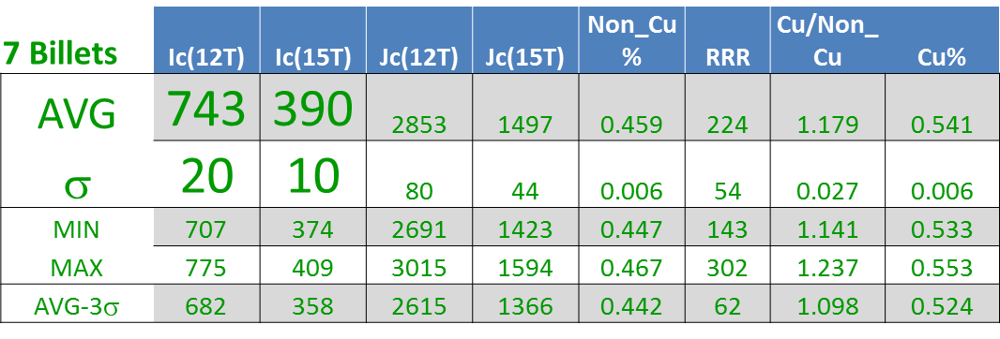 7 Billets Ic(12T) Ic(15T) Jc(12T) Jc(15T) Non_Cu % RRR Cu/Non_Cu Cu%
AVG 743 390 2853 1497 0.459 224 1.179 0.541
σ 20 10 80 44 0.006 54 0.027 0.006
MIN 707 374 2691 1423 0.447 143 1.141 0.533
MAX 775 409 3015 1594 0.467 302 1.237 0.553
AVG-3σ 682 358 2615 1366 0.442 62 1.098 0.524